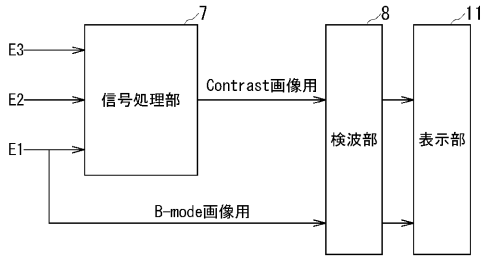 7
8
11
E3
E2
E1
信号処理部
Contrast画像用
検波部
表示部
B-mode画像用